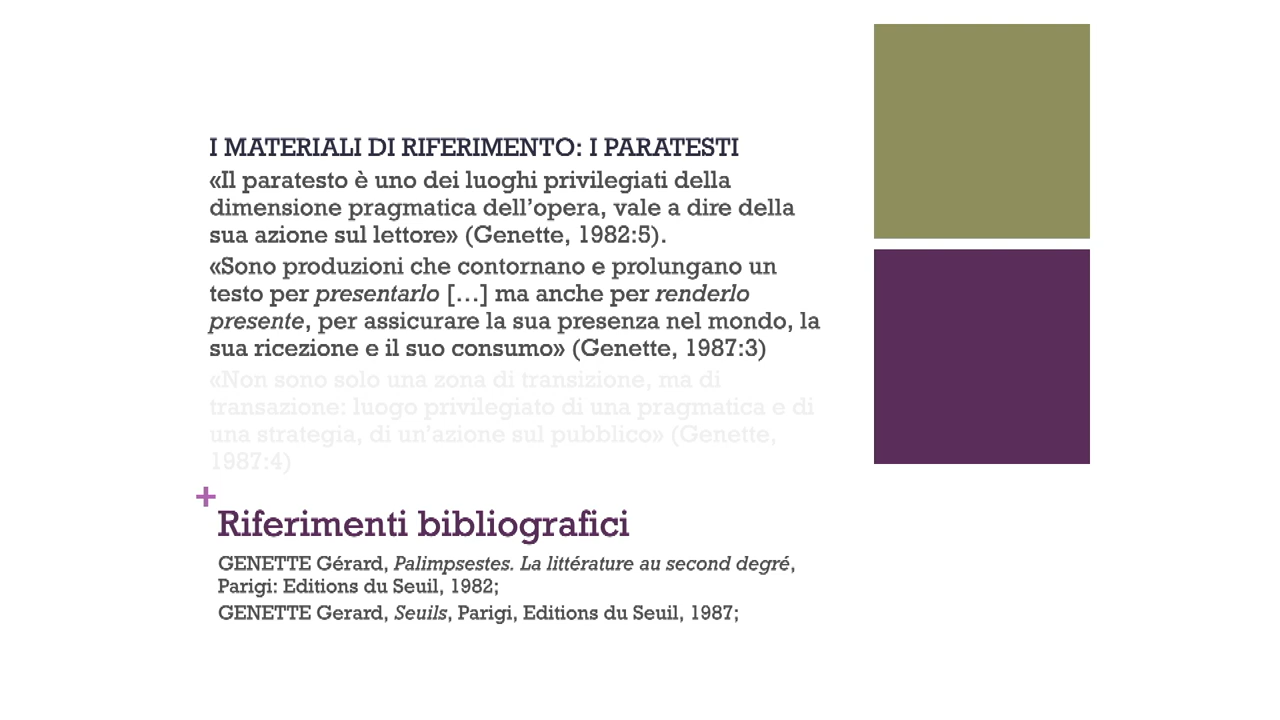 I MATERIALI DI RIFERIMENTO: I PARATESTI
«Il paratesto è uno dei luoghi privilegiati della
dimensione pragmatica dell’opera, vale a dire della
sua azione sul lettore» (Genette, 1982:5).
«Sono produzioni che contornano e prolungano un
testo per presentarlo […] ma anche per renderlo
presente, per assicurare la sua presenza nel mondo, la
sua ricezione e il suo consumo» (Genette, 1987:3)
«Non sono solo una zona di transizione, ma di
transazione: luogo privilegiato di una pragmatica e di
una strategia, di un’azione sul pubblico» (Genette,
1987:4)
+
Riferimenti bibliografici
GENETTE Gérard, Palimpsestes. La littérature au second degré,
Parigi: Editions du Seuil, 1982;
GENETTE Gerard, Seuils, Parigi, Editions du Seuil, 1987;